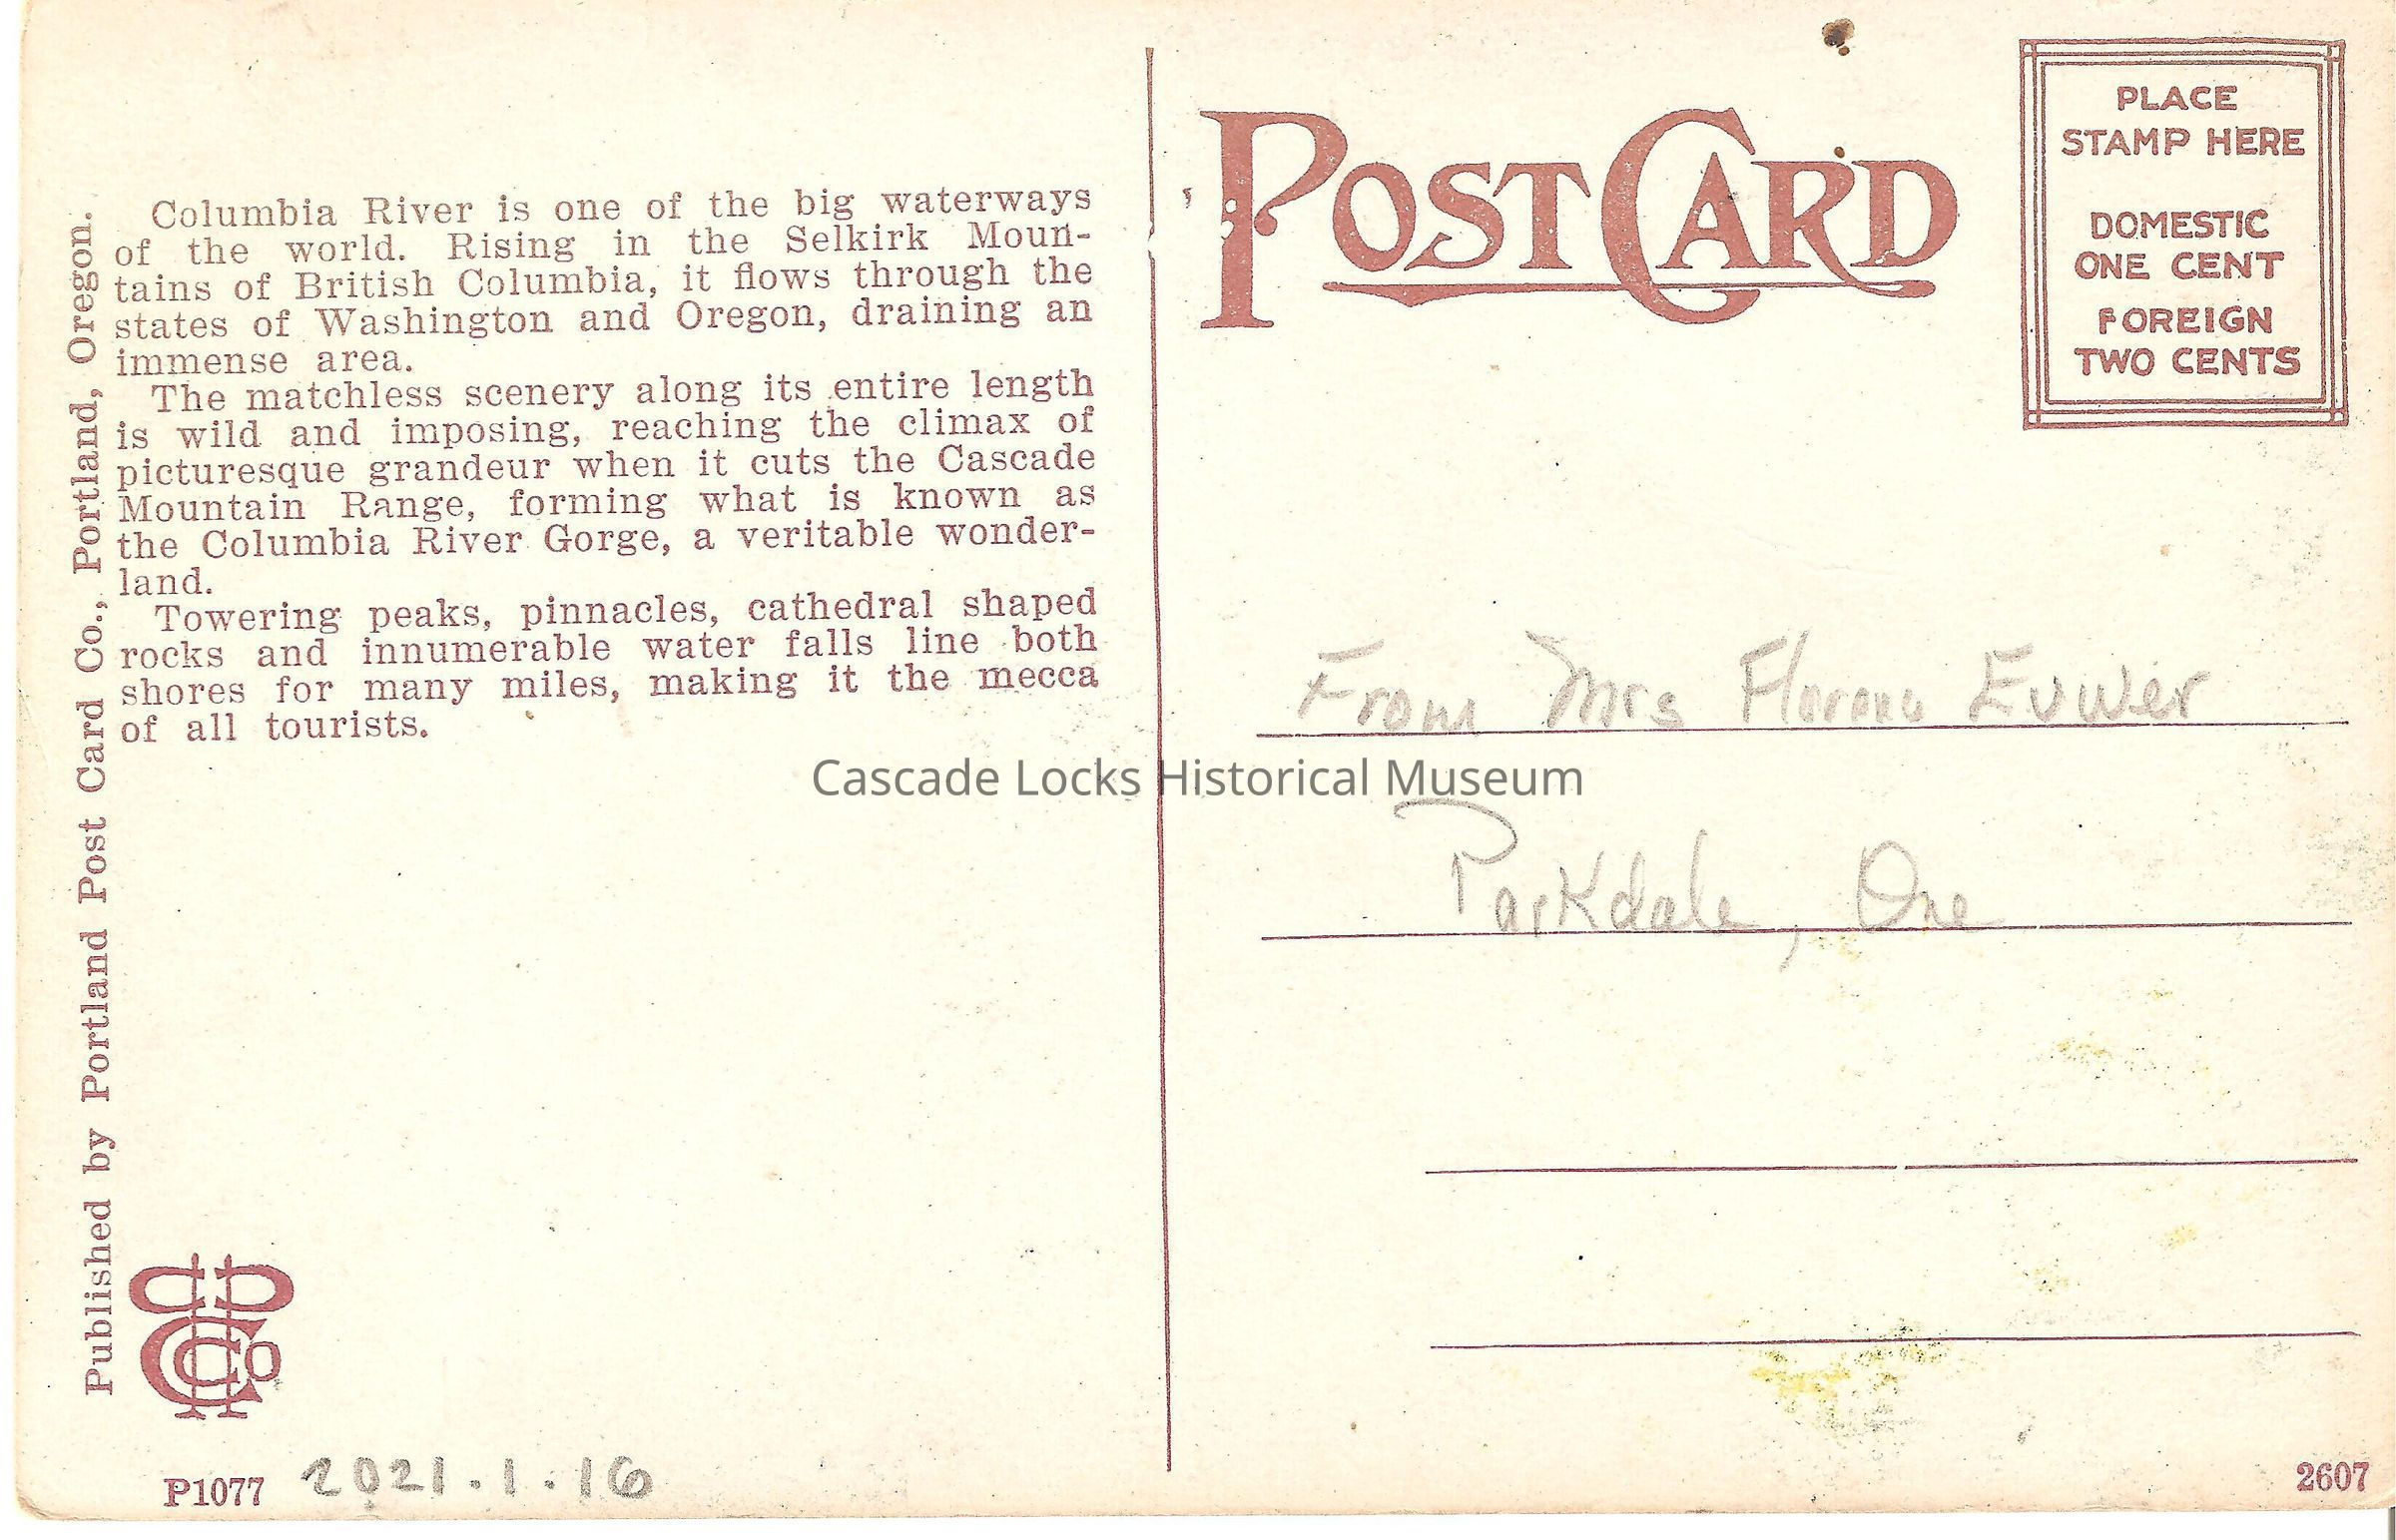 Published by Portland Post Card Co., Portland, Oregon.
Columbia River is one of the big waterways
of the world. Rising in the Selkirk Moun-
tains of British Columbia, it flows through the
states of Washington and Oregon, draining an
immense area.
The matchless scenery along its entire length
is wild and imposing, reaching the climax of
picturesque grandeur when it cuts the Cascade
Mountain Range, forming what is known as
the Columbia River Gorge, a veritable wonder-
land.
Towering peaks, pinnacles, cathedral shaped
rocks and innumerable water falls line both
shores for many miles, making it the mecca
of all tourists.
P1077 2021.1.16
POST CARD
PLACE
STAMP HERE
DOMESTIC
ONE CENT
FOREIGN
TWO CENTS
From Mrs Euwer
Cascade Locks Historical Museum
Parkdale, Ore
2607